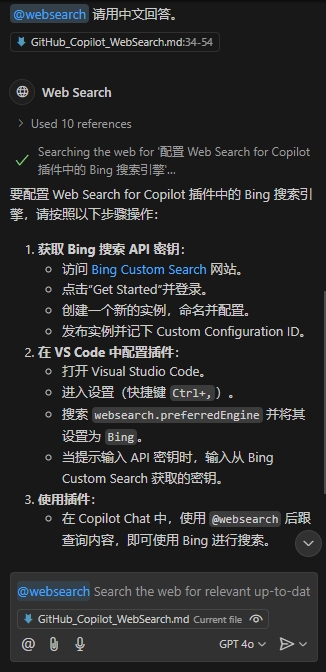 @websearch 请用中文回答。
GitHub_Copilot_WebSearch.md:34-54
Web Search
Used 10 references
Searching the web for '配置 Web Search for Copilot
插件中的 Bing 搜索引擎'...
要配置 Web Search for Copilot 插件中的 Bing 搜索引
擎，请按照以下步骤操作：
1. 获取 Bing 搜索 API 密钥：
访问 Bing Custom Search 网站。
点击“Get Started”并登录。
创建一个新的实例，命名并配置。
发布实例并记下 Custom Configuration ID。
2. 在 VS Code 中配置插件：
打开 Visual Studio Code。
进入设置（快捷键 Ctrl+,）。
搜索 websearch.preferredEngine 并将其
设置为 Bing。
当提示输入 API 密钥时，输入从 Bing
Custom Search 获取的密钥。
3. 使用插件：
在 Copilot Chat 中，使用 @websearch 后跟
查询内容，即可使用 Bing 进行搜索。
@websearch Search the web for relevant up-to-dat
GitHub_Copilot_WebSearch.md Current file
GPT 4o